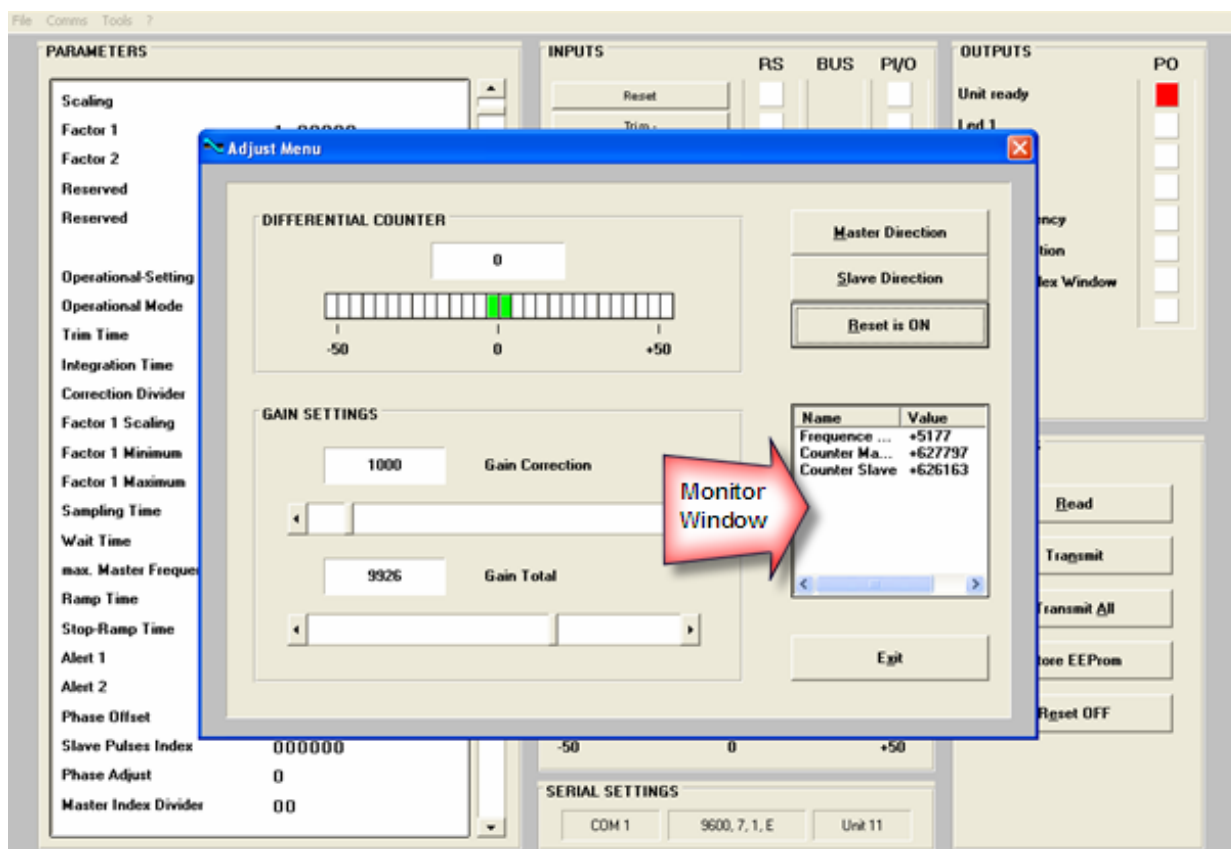 File Comms Tools ?
PARAMETERS
Scaling
Factor 1
Factor 2
Reserved
Reserved
Operational-Setting
Operational Mode
Trim Time
Integration Time
Correction Divider
Factor 1 Scaling
Factor 1 Minimum
Factor 1 Maximum
Sampling Time
Wait Time
max. Master Freque
Ramp Time
Stop-Ramp Time
Alert 1
Alert 2
Phase Offset
Slave Pulses Index 000000
Phase Adjust 0
Master Index Divider 00
INPUTS
RS BUS PI/O
Reset
Trim -
OUTPUTS
PO
Unit ready
Led 1
ency
tion
dex Window
Adjust Menu
DIFFERENTIAL COUNTER
0
-50 0 +50
GAIN SETTINGS
1000 Gain Correction
9926 Gain Total
Master Direction
Slave Direction
Reset is ON
Name Value
Frequence ... +5177
Counter Ma... +627797
Counter Slave +626163
Monitor
Window
Exit
Read
Transmit
Transmit All
tore EEProm
Reset OFF
-50 0 +50
SERIAL SETTINGS
COM 1 9600, 7, 1, E Unit 11